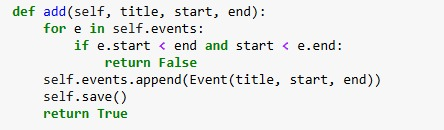 def add(self, title, start, end):
    for e in self.events:
        if e.start < end and start < e.end:
            return False
    self.events.append(Event(title, start, end))
    self.save()
    return True